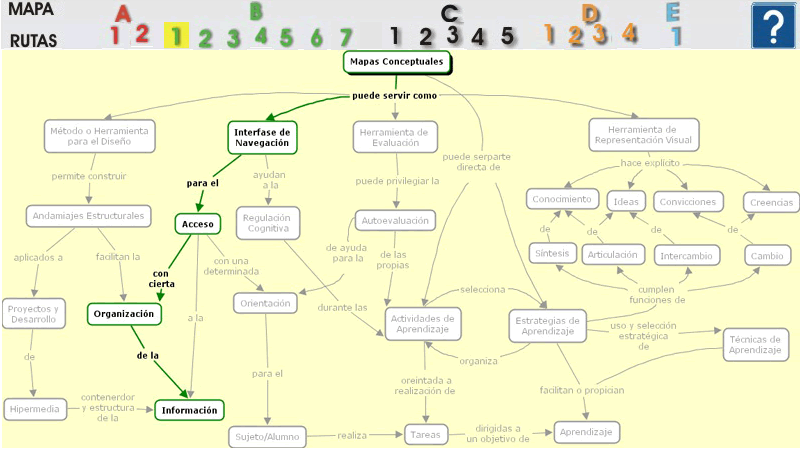 MAPA
A
B
C
D
E
RUTAS
1 2
1 2 3 4 5 6 7
1 2 3 4 5
1 2 3 4
1
?
Mapas Conceptuales
puede servir como
Método o Herramienta
para el Diseño
Interfase de
Navegación
Herramienta de
Evaluación
Herramienta de
Representación Visual
permite construir
para el
ayudan
a la
puede privilegiar la
puede serparte
directa de
hace explícito
Andamiajes Estructurales
Acceso
Regulación
Cognitiva
Autoevaluación
Conocimiento
Ideas
Convicciones
Creencias
de
de
de
de
aplicados a
facilitan la
con
cierta
con una
determinada
de ayuda
para la
de las
propias
Síntesis
Articulación
Intercambio
Cambio
Proyectos y
Desarrollo
Organización
a la
Orientación
durante las
Actividades de
Aprendizaje
selecciona
Estrategias de
Aprendizaje
cumplen
funciones de
uso y selección
estratégica
de
Técnicas de
Aprendizaje
de
de la
para el
organiza
oreintada a
realización de
facilitan o propician
Hipermedia
contenerdor
y estructura
de la
Información
Sujeto/Alumno
realiza
Tareas
dirigidas a
un objetivo de
Aprendizaje